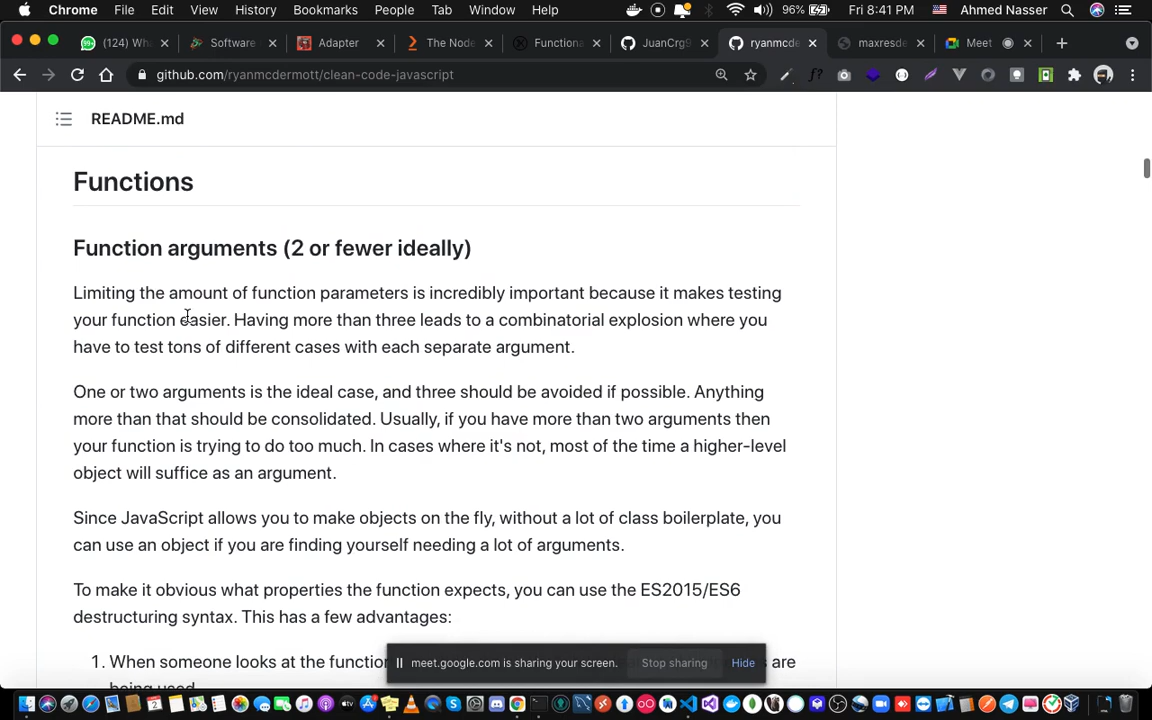 Chrome File Edit View History Bookmarks People Tab Window Help 96% Fri 8:41 PM Ahmed Nasser
(124) Wh Software Adapter The Node Functiona JuanCrg9 ryanmcde maxresde Meet
github.com/ryanmcdermott/clean-code-javascript
README.md
Functions
Function arguments (2 or fewer ideally)
Limiting the amount of function parameters is incredibly important because it makes testing
your function easier. Having more than three leads to a combinatorial explosion where you
have to test tons of different cases with each separate argument.
One or two arguments is the ideal case, and three should be avoided if possible. Anything
more than that should be consolidated. Usually, if you have more than two arguments then
your function is trying to do too much. In cases where it's not, most of the time a higher-level
object will suffice as an argument.
Since JavaScript allows you to make objects on the fly, without a lot of class boilerplate, you
can use an object if you are finding yourself needing a lot of arguments.
To make it obvious what properties the function expects, you can use the ES2015/ES6
destructuring syntax. This has a few advantages:
1. When someone looks at the function are
meet.google.com is sharing your screen. Stop sharing Hide
being used